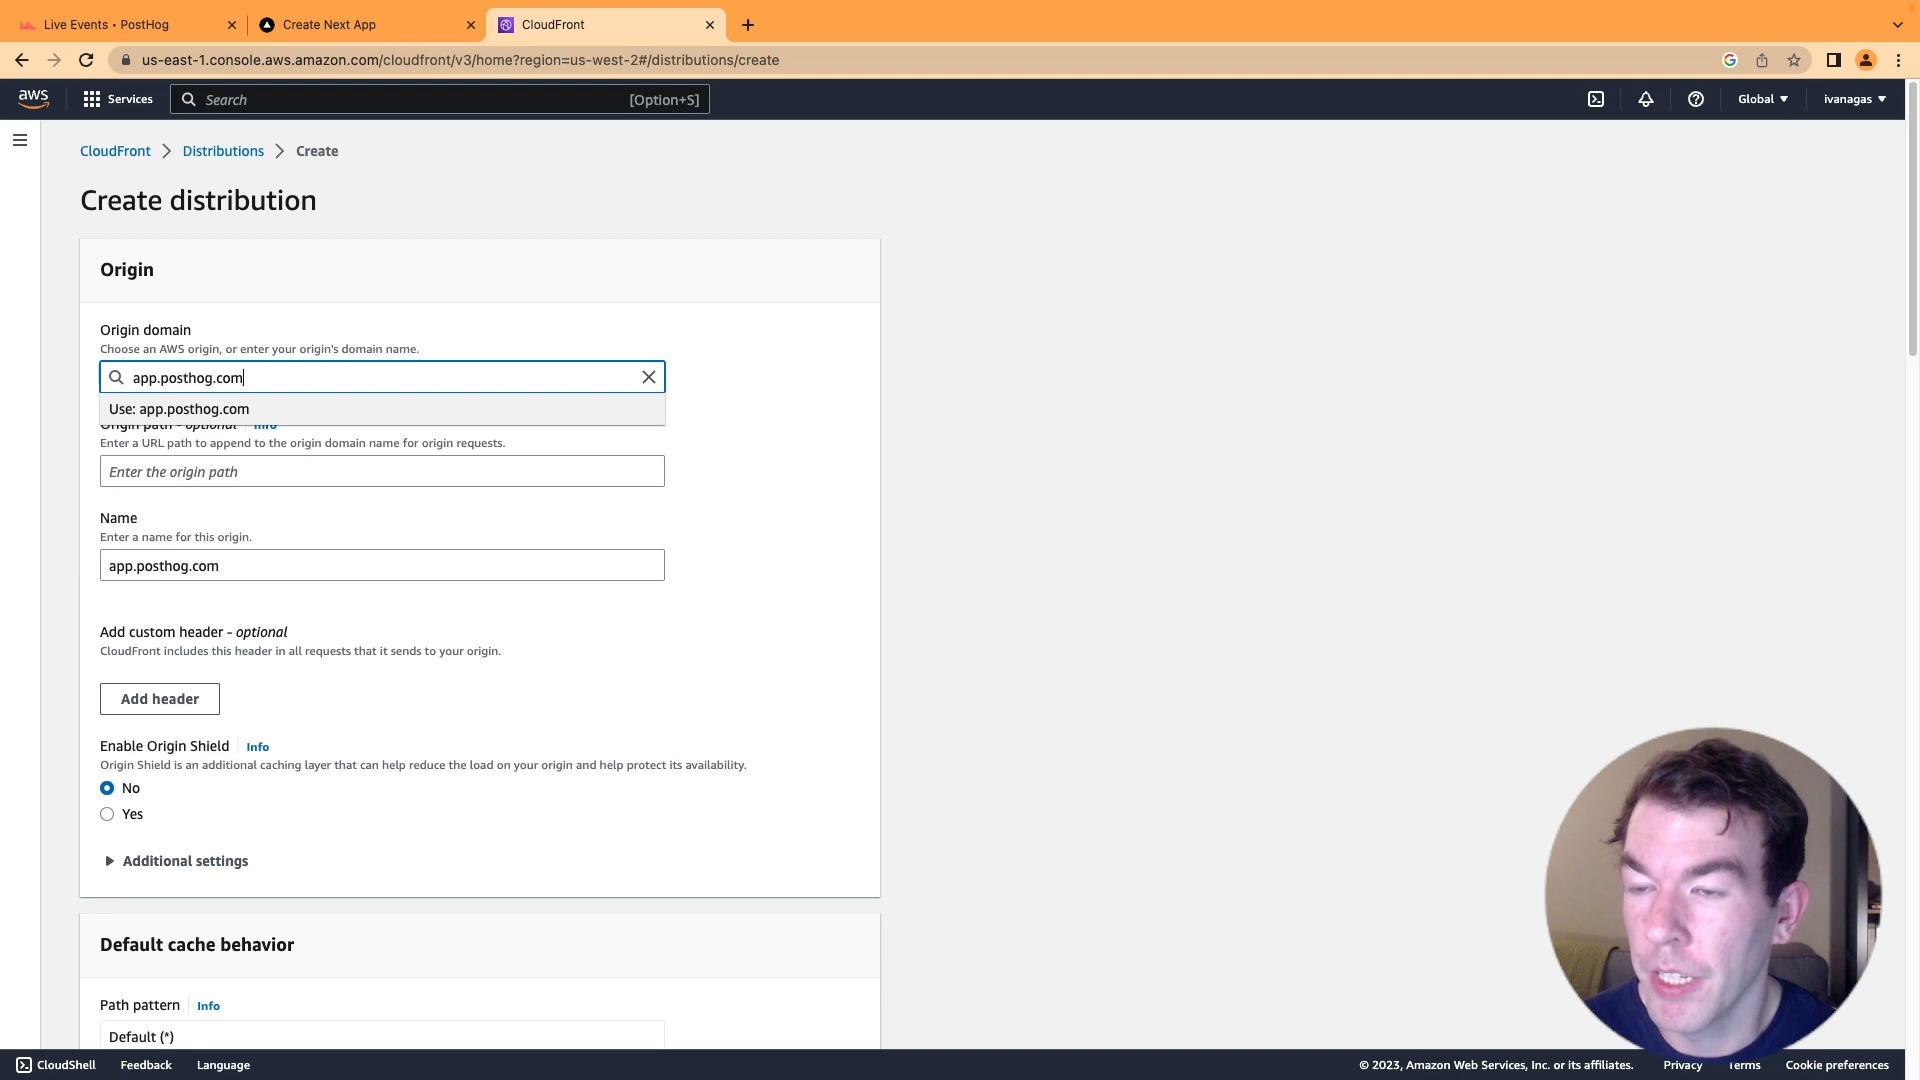 Live Events • PostHog
Create Next App
CloudFront
us-east-1.console.aws.amazon.com/cloudfront/v3/home?region=us-west-2#/distributions/create
aws
Services
Search
[Option+S]
Global
ivanagas
CloudFront
Distributions
Create
Create distribution
Origin
Origin domain
Choose an AWS origin, or enter your origin's domain name.
app.posthog.com
Use: app.posthog.com
Origin path - optional
Info
Enter a URL path to append to the origin domain name for origin requests.
Enter the origin path
Name
Enter a name for this origin.
app.posthog.com
Add custom header - optional
CloudFront includes this header in all requests that it sends to your origin.
Add header
Enable Origin Shield
Info
Origin Shield is an additional caching layer that can help reduce the load on your origin and help protect its availability.
No
Yes
Additional settings
Default cache behavior
Path pattern
Info
Default (*)
CloudShell
Feedback
Language
© 2023, Amazon Web Services, Inc. or its affiliates.
Privacy
Terms
Cookie preferences